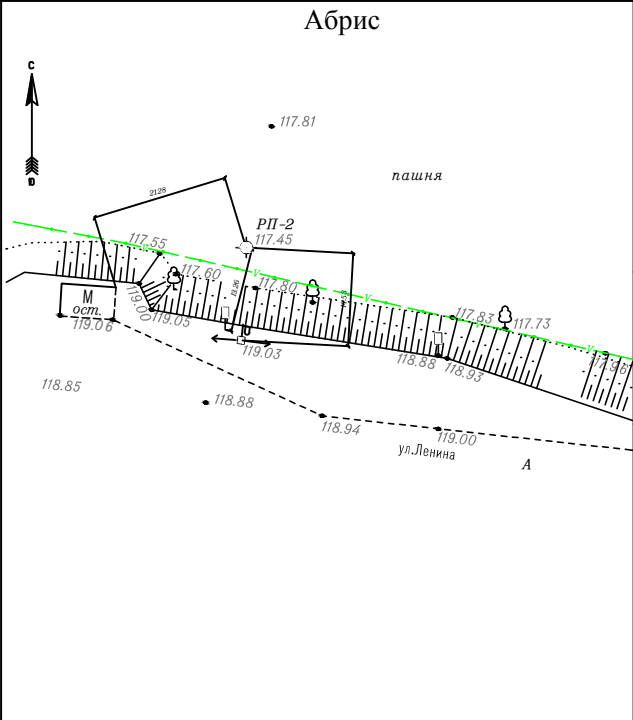 Абрис
С
117.81
пашня
2128
РП-2
117.45
117.55
117.60
117.80
117.83
117.73
117.96
М
ост.
119.00
119.05
119.06
119.03
118.88
118.93
118.85
118.88
118.94
119.00
ул.Ленина
А
Ю
V
V
V
V
V